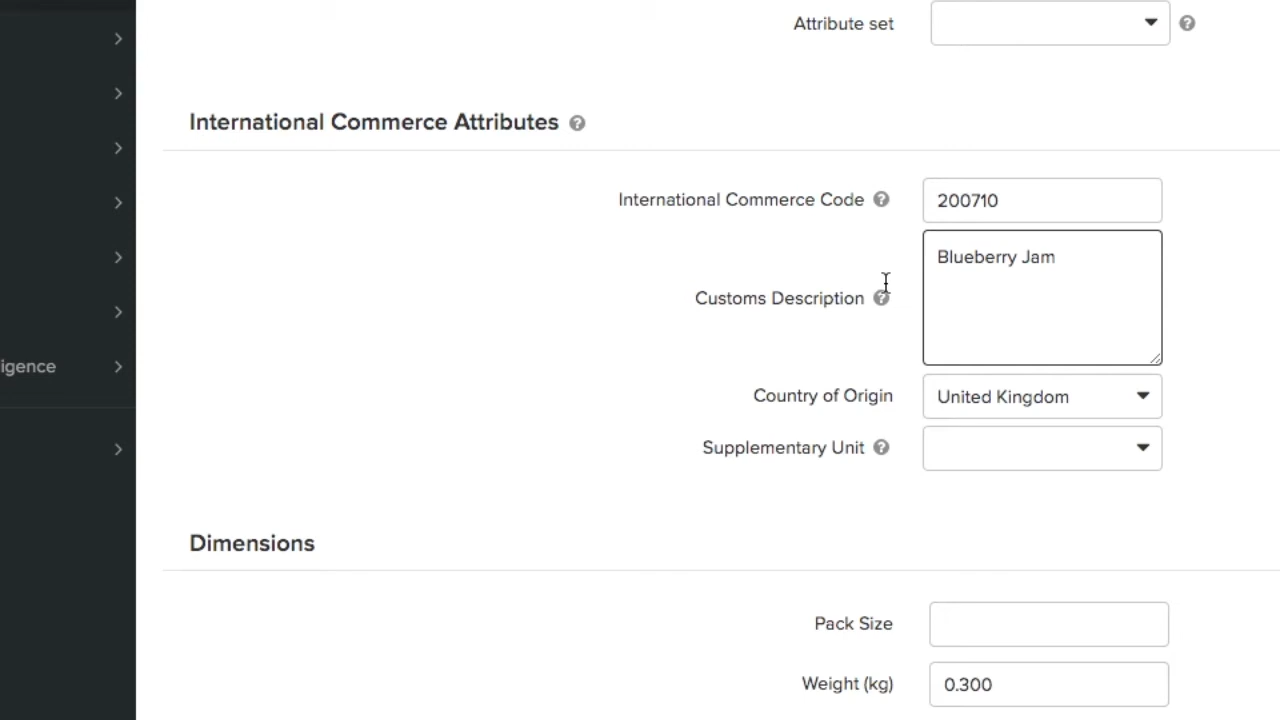 Attribute set
International Commerce Attributes
International Commerce Code
200710
Customs Description
Blueberry Jam
Country of Origin
United Kingdom
Supplementary Unit
igence
Dimensions
Pack Size
Weight (kg)
0.300